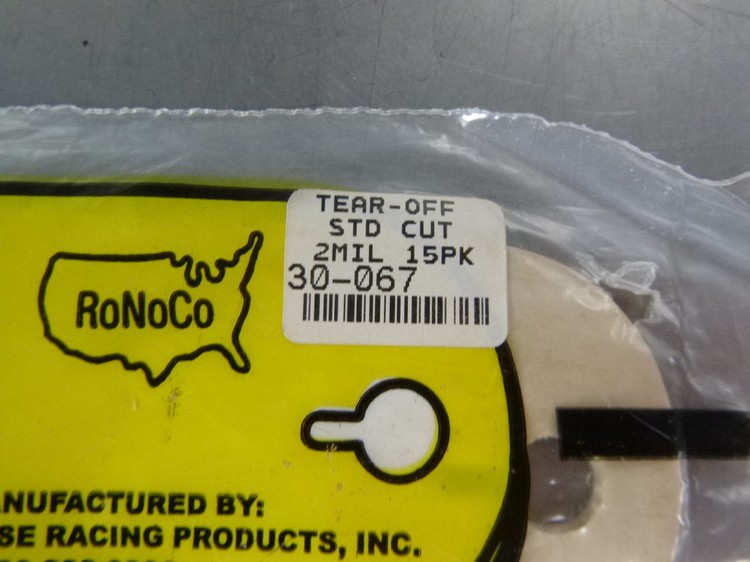 TEAR-OFF
STD CUT
2MIL 15PK
30-067
RoNoCo
ANUFACTURED BY:
SE RACING PRODUCTS, INC.